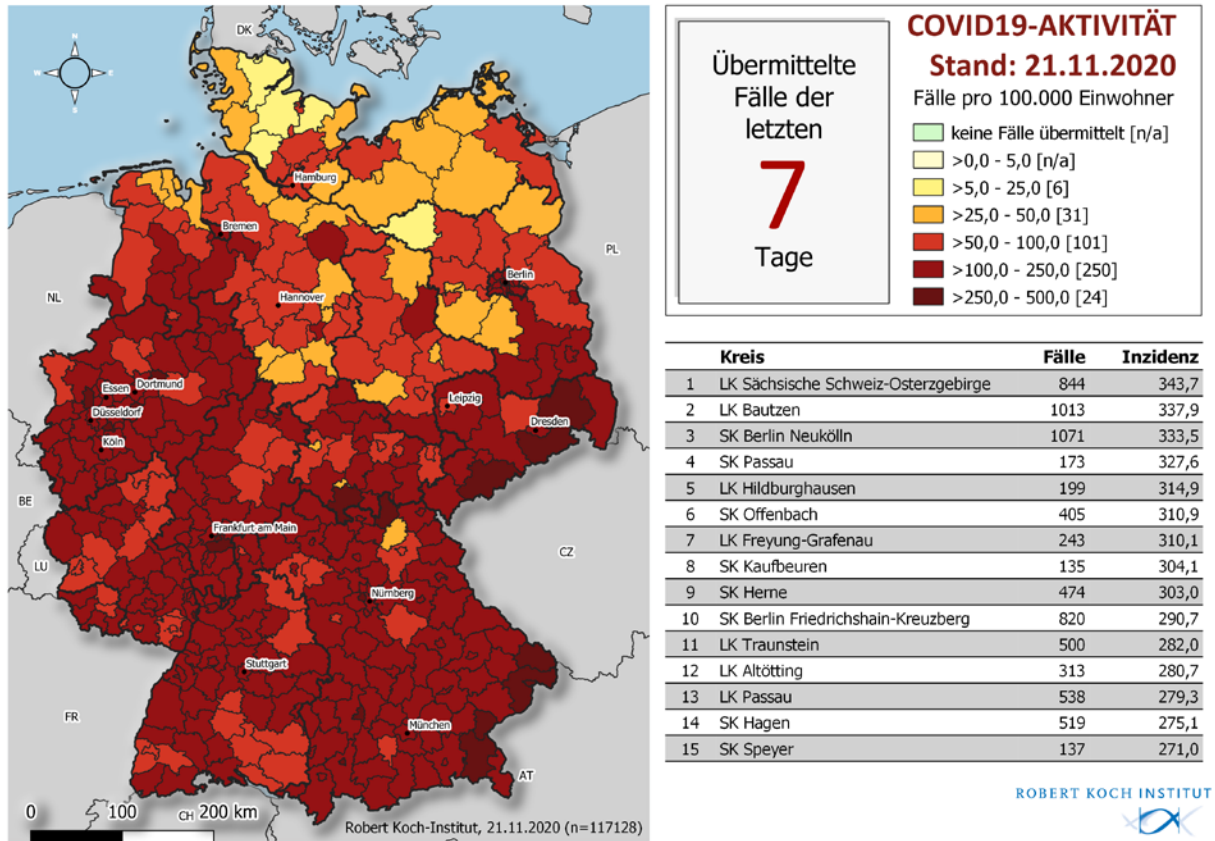 DK
N
W
E
S
Hamburg
Bremen
PL
Berlin
NL
Hannover
Essen
Dortmund
Düsseldorf
Leipzig
Köln
Dresden
BE
Frankfurt am Main
CZ
LU
Nürnberg
Stuttgart
FR
München
AT
0 100 CH 200 km
Robert Koch-Institut, 21.11.2020 (n=117128)
Übermittelte
Fälle der
letzten
7
Tage
COVID19-AKTIVITÄT
Stand: 21.11.2020
Fälle pro 100.000 Einwohner
keine Fälle übermittelt [n/a]
>0,0 - 5,0 [n/a]
>5,0 - 25,0 [6]
>25,0 - 50,0 [31]
>50,0 - 100,0 [101]
>100,0 - 250,0 [250]
>250,0 - 500,0 [24]
Kreis Fälle Inzidenz
1 LK Sächsische Schweiz-Osterzgebirge 844 343,7
2 LK Bautzen 1013 337,9
3 SK Berlin Neukölln 1071 333,5
4 SK Passau 173 327,6
5 LK Hildburghausen 199 314,9
6 SK Offenbach 405 310,9
7 LK Freyung-Grafenau 243 310,1
8 SK Kaufbeuren 135 304,1
9 SK Herne 474 303,0
10 SK Berlin Friedrichshain-Kreuzberg 820 290,7
11 LK Traunstein 500 282,0
12 LK Altötting 313 280,7
13 LK Passau 538 279,3
14 SK Hagen 519 275,1
15 SK Speyer 137 271,0
ROBERT KOCH INSTITUT